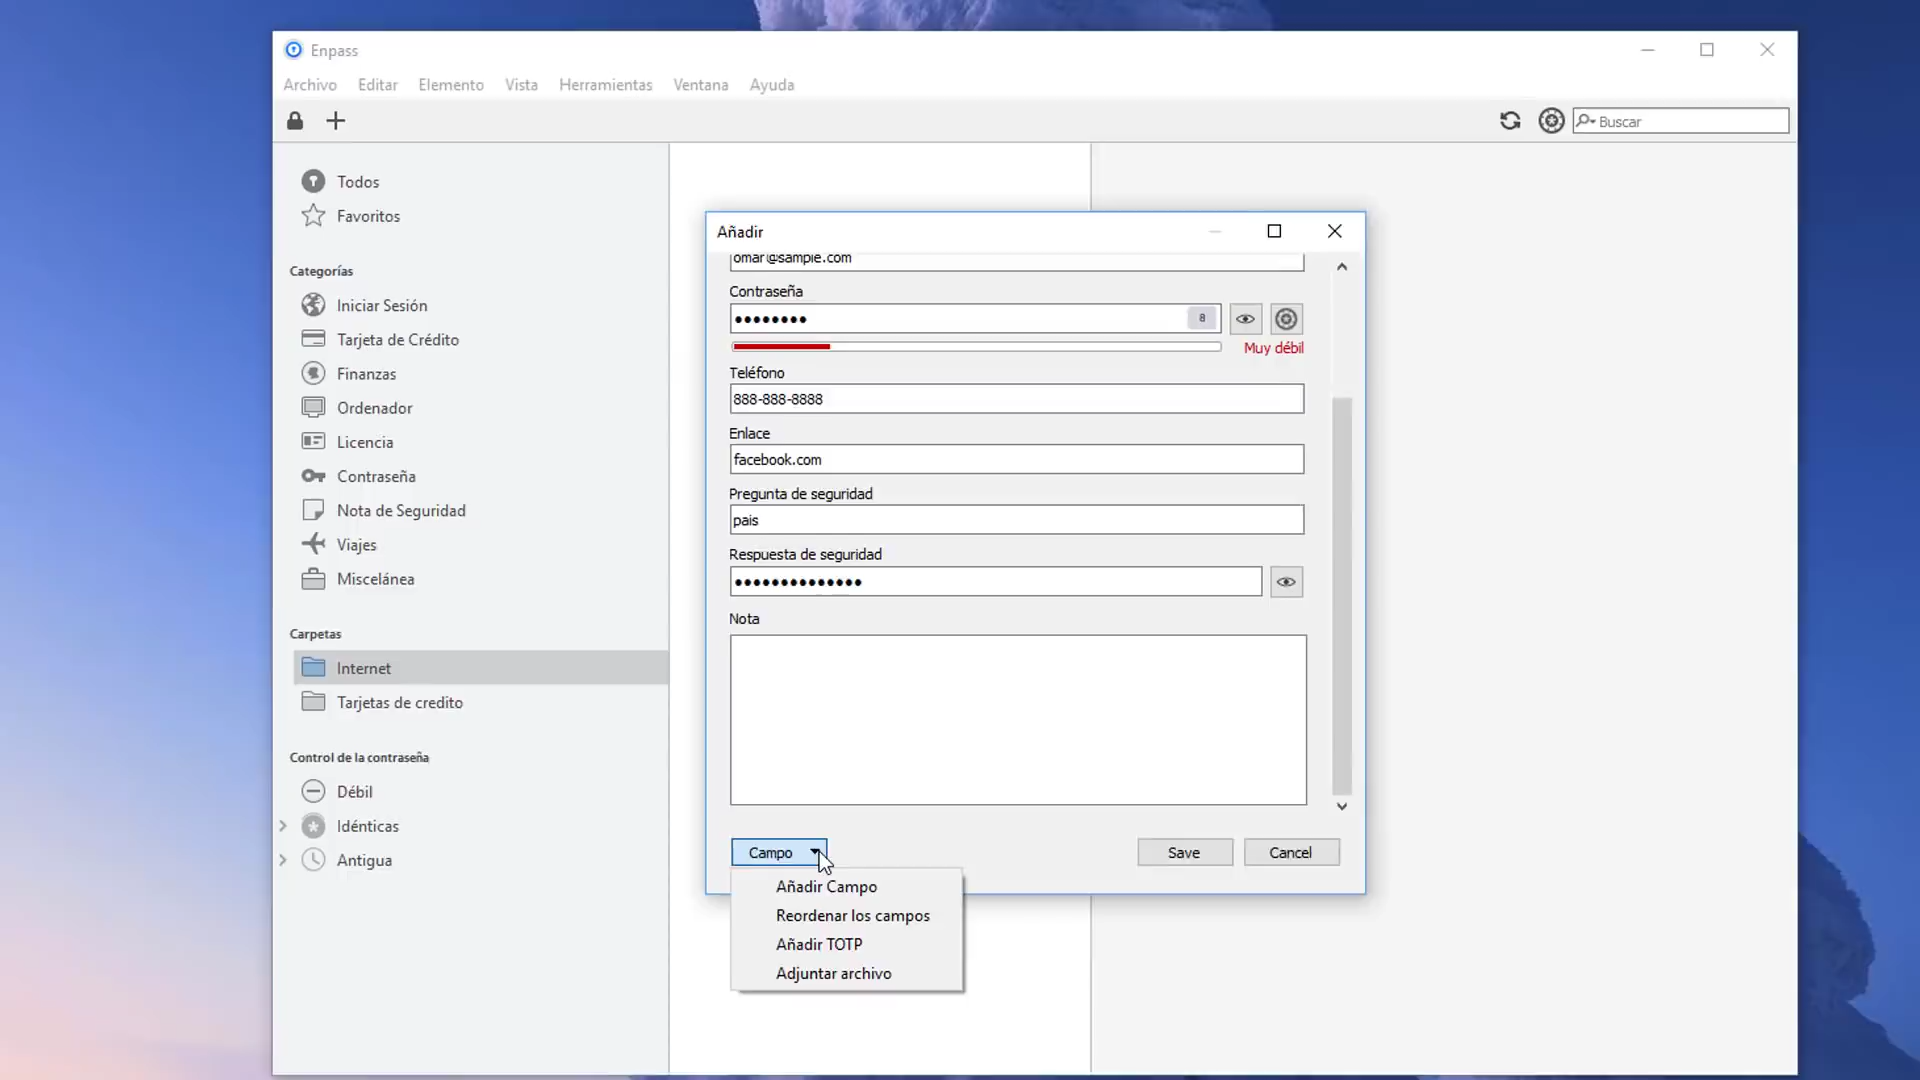 Enpass
Archivo Editar Elemento Vista Herramientas Ventana Ayuda
Buscar
Todos
Favoritos
Categorías
Iniciar Sesión
Tarjeta de Crédito
Finanzas
Ordenador
Licencia
Contraseña
Nota de Seguridad
Viajes
Miscelánea
Carpetas
Internet
Tarjetas de credito
Control de la contraseña
Débil
Idénticas
Antigua
Añadir
omar@sample.com
Contraseña
•••••••• 8
Muy débil
Teléfono
888-888-8888
Enlace
facebook.com
Pregunta de seguridad
pais
Respuesta de seguridad
••••••••••••••
Nota
Campo Save Cancel
Añadir Campo
Reordenar los campos
Añadir TOTP
Adjuntar archivo